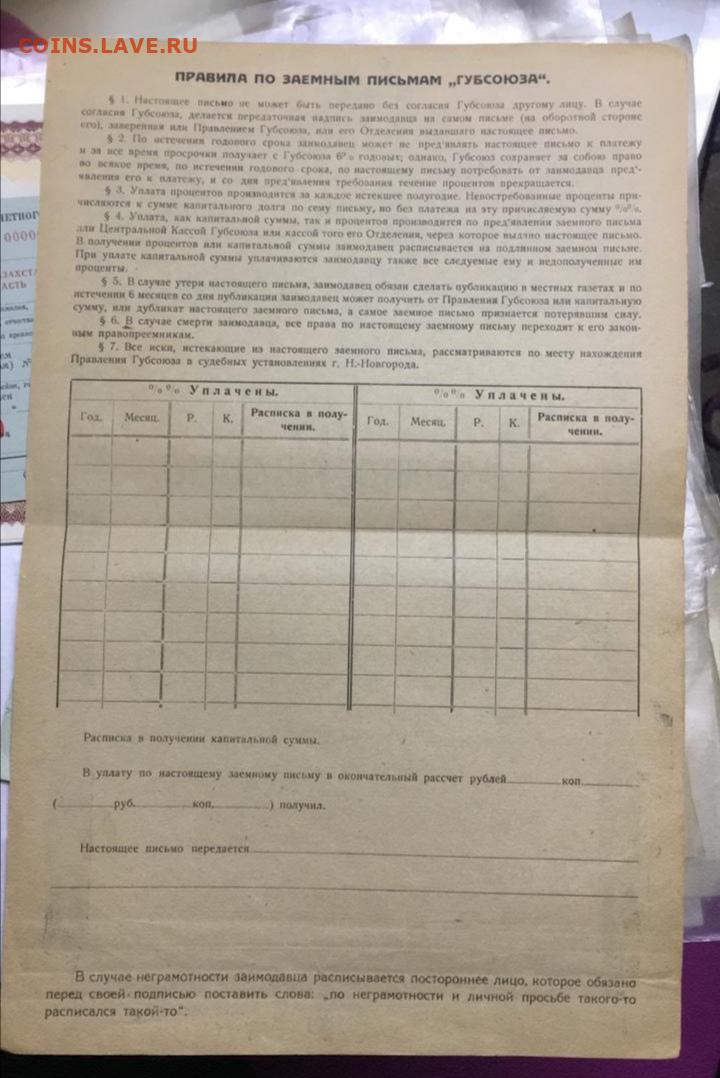 COINS.LAVE.RU
ПРАВИЛА ПО ЗАЕМНЫМ ПИСЬМАМ „ГУБСОЮЗА“.
§ 1. Настоящее письмо не может быть передано без согласия Губсоюза другому лицу. В случае
согласия Губсоюза, делается передаточная надпись заимодавца на самом письме (на оборотной стороне
его), заверенная или Правлением Губсоюза, или его Отделения выдавшего настоящее письмо.
§ 2. По истечении годового срока заимодавец может не пред'являть настоящее письмо к платежу
и за все время просрочки получает с Губсоюза 6% годовых; однако, Губсоюз сохраняет за собою право
во всякое время, по истечении годового срока, по настоящему письму потребовать от заимодавца пред'-
явления его к платежу, и со дня пред'явления требования течение процентов прекращается.
§ 3. Уплата процентов производится за каждое истекшее полугодие. Невостребованные проценты при-
числяются к сумме капитального долга по сему письму, но без платежа на эту причисляемую сумму %%.
§ 4. Уплата, как капитальной суммы, так и процентов производится по пред'явлении заемного письма
или Центральной Кассой Губсоюза или кассой того его Отделения, через которое выдано настоящее письмо.
В получении процентов или капитальной суммы заимодавец расписывается на подлинном заемном письме.
При уплате капитальной суммы уплачиваются заимодавцу также все следуемые ему и недополученные им
проценты.
§ 5. В случае утери настоящего письма, заимодавец обязан сделать публикацию в местных газетах и по
истечении 6 месяцев со дня публикации заимодавец может получить от Правления Губсоюза или капитальную
сумму, или дубликат настоящего заемного письма, а самое заемное письмо признается потерявшим силу.
§ 6. В случае смерти заимодавца, все права по настоящему заемному письму переходят к его закон-
ным правопреемникам.
§ 7. Все иски, истекающие из настоящего заемного письма, рассматриваются по месту нахождения
Правления Губсоюза в судебных установлениях г. Н.-Новгорода.
%% Уплачены. %% Уплачены.
Год. Месяц. Р. К. Расписка в полу- Год. Месяц. Р. К. Расписка в полу-
чении. чении.
Расписка в получении капитальной суммы.
В уплату по настоящему заемному письму в окончательный рассчет рублей коп.
( руб. коп. ) получил.
Настоящее письмо передается
В случае неграмотности заимодавца расписывается постороннее лицо, которое обязано
перед своей подписью поставить слова: „по неграмотности и личной просьбе такого-то
расписался такой-то“.